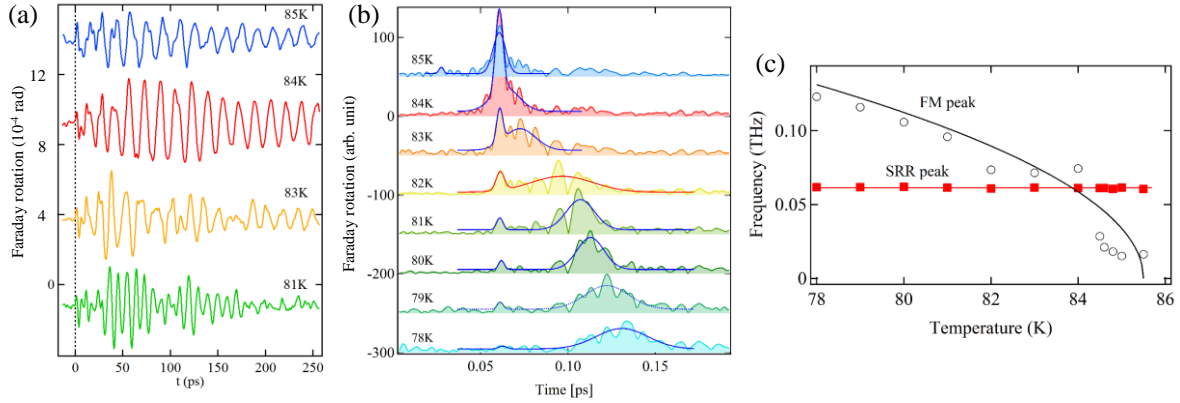 (a)
85K
84K
83K
81K
12
8
4
0
Faraday rotation (10⁻⁴ rad)
0 50 100 150 200 250
t (ps)
(b)
100
0
-100
-200
-300
Faraday rotation (arb. unit)
85K
84K
83K
82K
81K
80K
79K
78K
0.05 0.10 0.15
Time [ps]
(c)
FM peak
SRR peak
0.10
0.05
0
Frequency (THz)
78 80 82 84 86
Temperature (K)